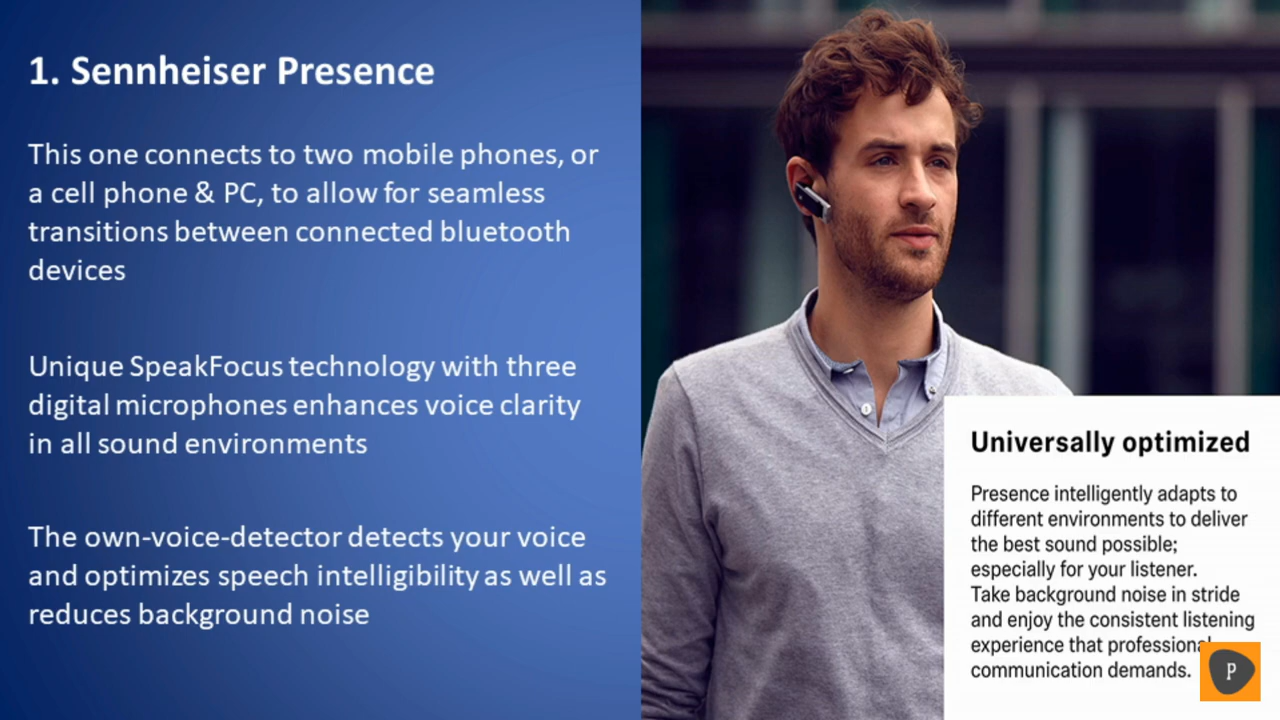 1. Sennheiser Presence
This one connects to two mobile phones, or
a cell phone & PC, to allow for seamless
transitions between connected bluetooth
devices
Unique SpeakFocus technology with three
digital microphones enhances voice clarity
in all sound environments
The own-voice-detector detects your voice
and optimizes speech intelligibility as well as
reduces background noise
Universally optimized
Presence intelligently adapts to
different environments to deliver
the best sound possible;
especially for your listener.
Take background noise in stride
and enjoy the consistent listening
experience that professional
communication demands.
P